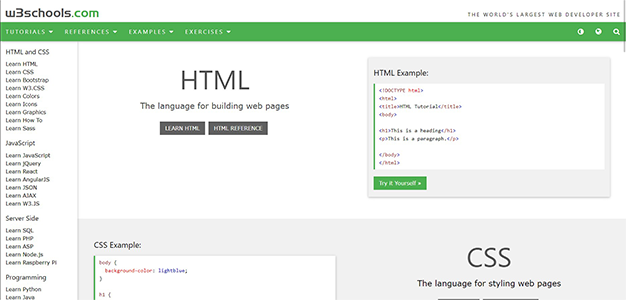 w3schools.com
THE WORLD'S LARGEST WEB DEVELOPER SITE
TUTORIALS REFERENCES EXAMPLES EXERCISES
HTML and CSS
Learn HTML
Learn CSS
Learn Bootstrap
Learn W3.CSS
Learn Colors
Learn Icons
Learn Graphics
Learn How To
Learn Sass
JavaScript
Learn JavaScript
Learn jQuery
Learn React
Learn AngularJS
Learn JSON
Learn AJAX
Learn W3.JS
Server Side
Learn SQL
Learn PHP
Learn ASP
Learn Node.js
Learn Raspberry Pi
Programming
Learn Python
Learn Java
HTML
The language for building web pages
LEARN HTML HTML REFERENCE
HTML Example:
<!DOCTYPE html>
<html>
<title>HTML Tutorial</title>
<body>
<h1>This is a heading</h1>
<p>This is a paragraph.</p>
</body>
</html>
Try it Yourself »
CSS Example:
body {
background-color: lightblue;
}
h1 {
CSS
The language for styling web pages